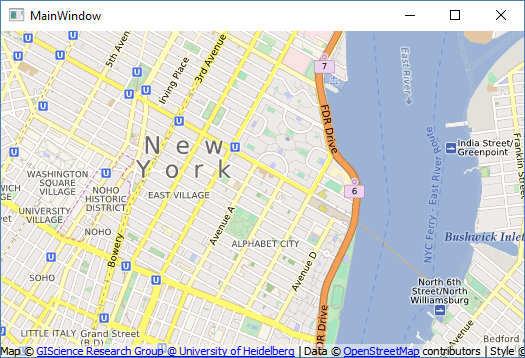 MainWindow
5th Avenue
Irving Place
3rd Avenue
7
East River
FDR Drive
New
York
India Street/
Greenpoint
Franklin Street
WASHINGTON
SQUARE
VILLAGE
NOHO
HISTORIC
DISTRICT
EAST VILLAGE
6
NYC Ferry - East River Route
UNIVERSITY
VILLAGE
NOHO
Bowery
Avenue A
ALPHABET CITY
Bushwick Inlet
SOHO
Avenue D
North 6th
Street/North
Williamsburg
LITTLE ITALY
Grand Street
(B,D)
FDR Drive
Avenue
Bedford
Map © GIScience Research Group @ University of Heidelberg | Data © OpenStreetMap contributors | Style